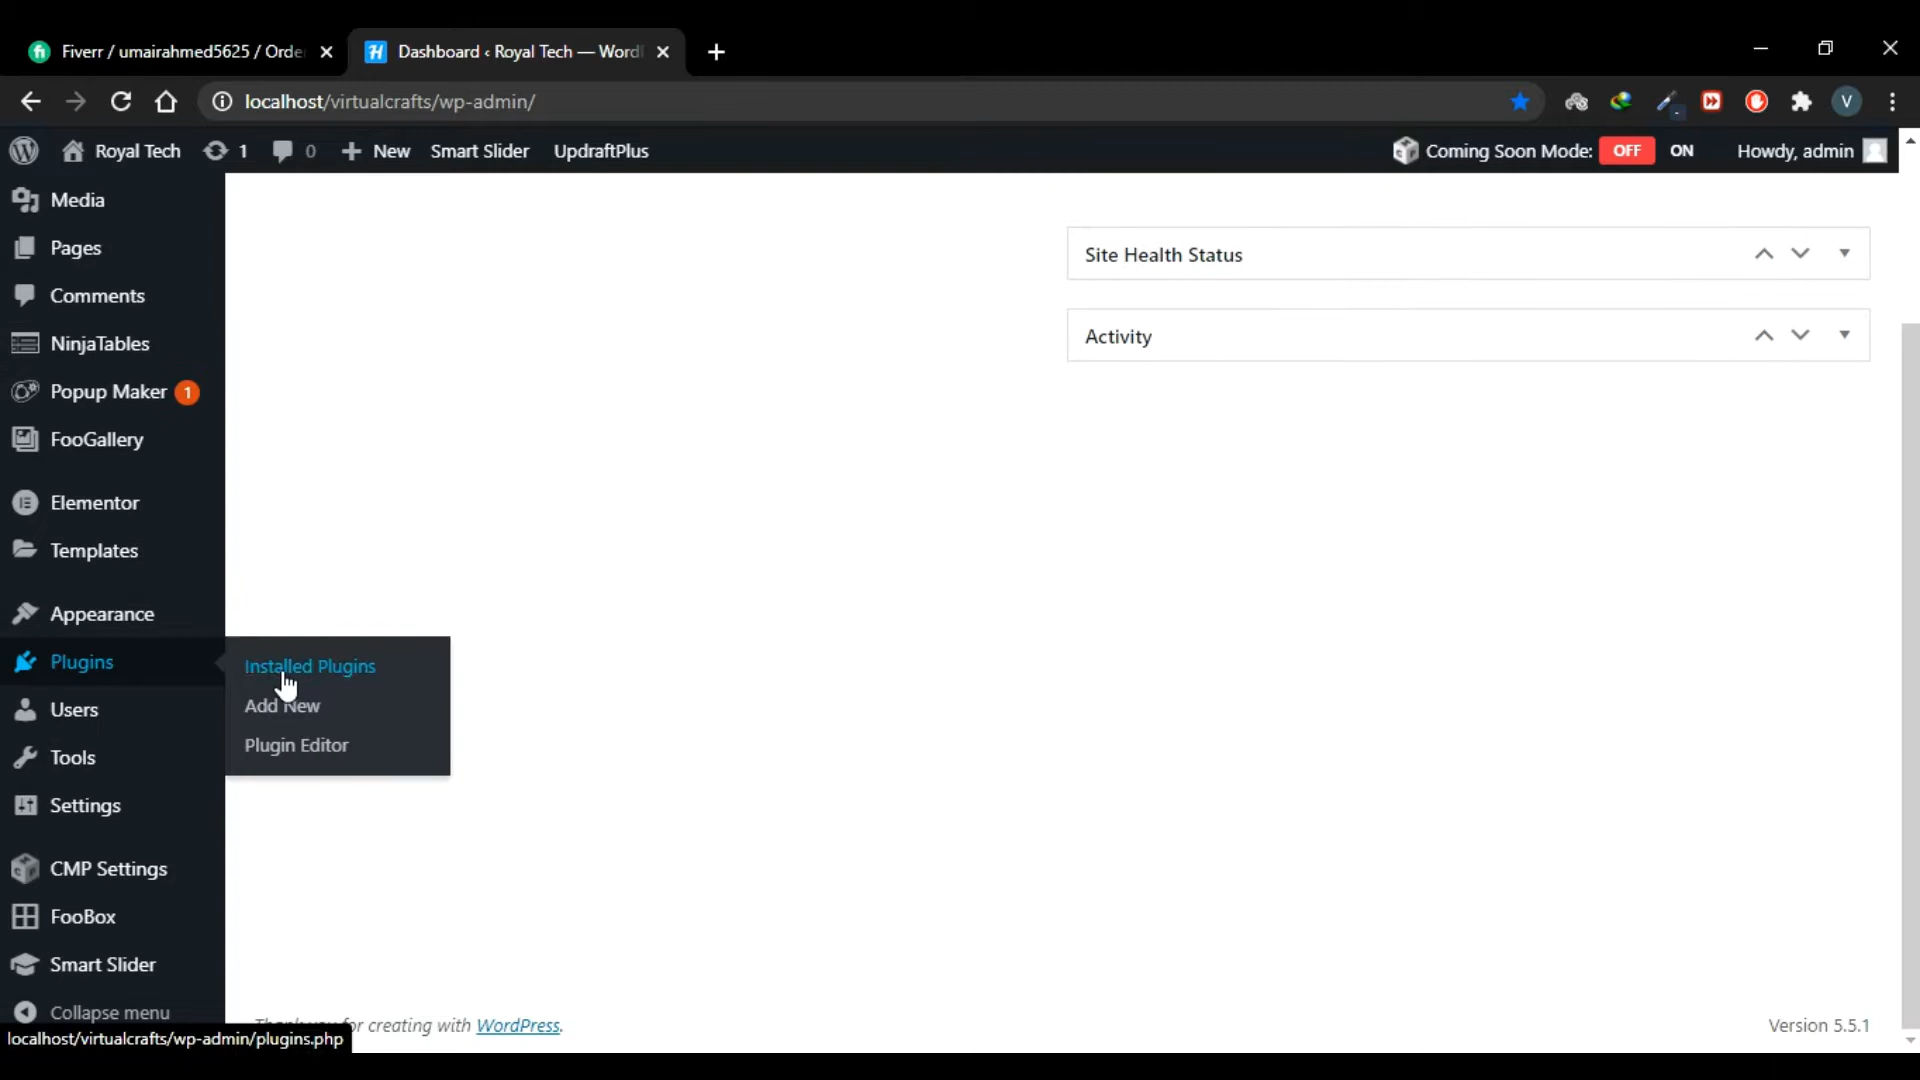 Fiverr / umairahmed5625 / Orde
Dashboard ‹ Royal Tech — Word
localhost/virtualcrafts/wp-admin/
V
Royal Tech
1
0
New
Smart Slider
UpdraftPlus
Coming Soon Mode:
OFF
ON
Howdy, admin
Media
Pages
Comments
NinjaTables
Popup Maker 1
FooGallery
Elementor
Templates
Appearance
Plugins
Users
Tools
Settings
CMP Settings
FooBox
Smart Slider
Collapse menu
Installed Plugins
Add New
Plugin Editor
Site Health Status
Activity
for creating with WordPress.
Version 5.5.1
localhost/virtualcrafts/wp-admin/plugins.php